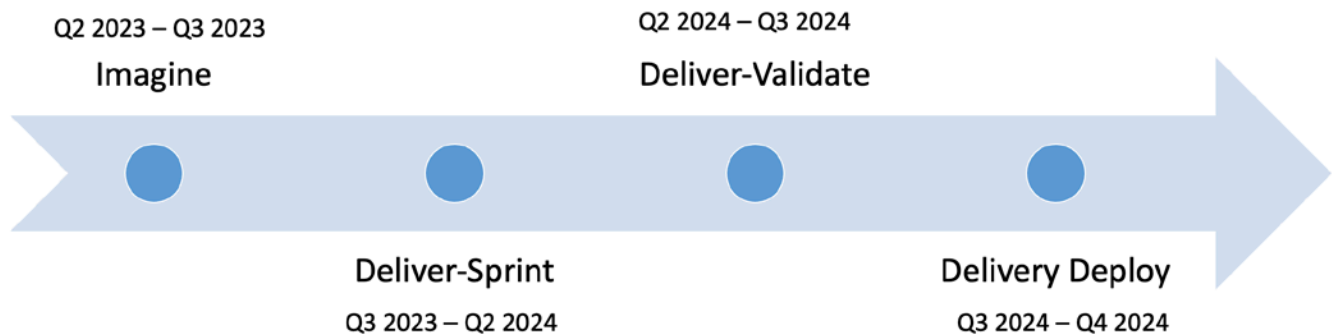 Q2 2023 – Q3 2023
Imagine
Deliver-Sprint
Q3 2023 – Q2 2024
Q2 2024 – Q3 2024
Deliver-Validate
Delivery Deploy
Q3 2024 – Q4 2024